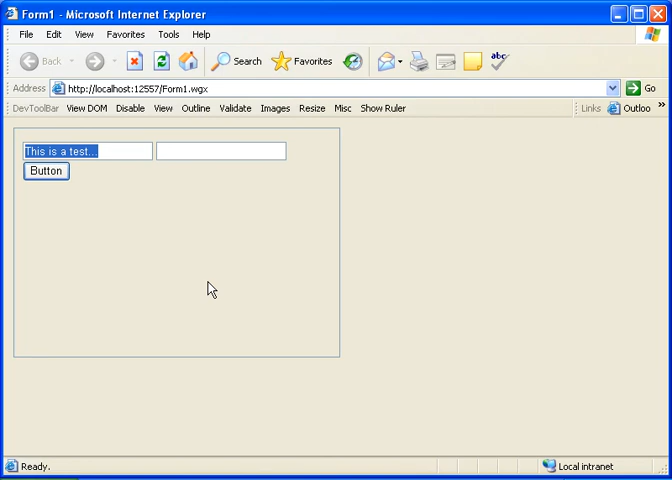 Form1 - Microsoft Internet Explorer
File Edit View Favorites Tools Help
Back Search Favorites abc
Address http://localhost:12557/Form1.wgx Go
DevToolBar View DOM Disable View Outline Validate Images Resize Misc Show Ruler Links Outloo »
This is a test...
Button
Ready. Local intranet